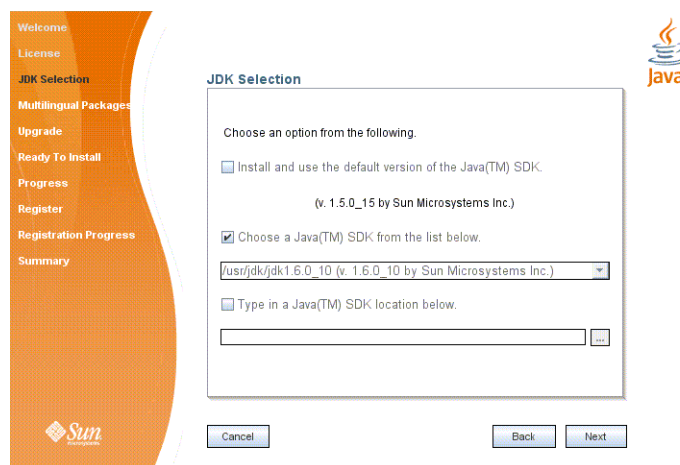 Welcome
License
JDK Selection
Multilingual Packages
Upgrade
Ready To Install
Progress
Register
Registration Progress
Summary
Sun
Java
JDK Selection
Choose an option from the following.
Install and use the default version of the Java(TM) SDK.
(v. 1.5.0_15 by Sun Microsystems Inc.)
Choose a Java(TM) SDK from the list below.
/usr/jdk/jdk1.6.0_10 (v. 1.6.0_10 by Sun Microsystems Inc.)
Type in a Java(TM) SDK location below.
...
Cancel
Back
Next